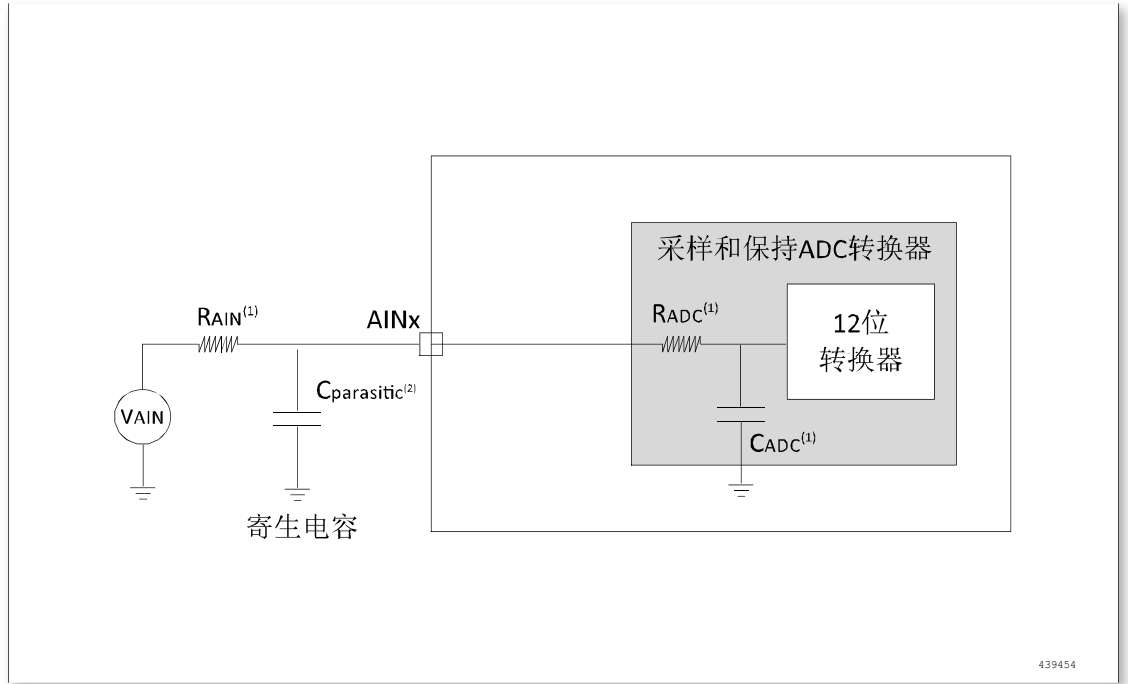 采样和保持ADC转换器
RAIN(1)
AINx
RADC(1)
12位
转换器
Cparasitic(2)
VAIN
CADC(1)
寄生电容
439454